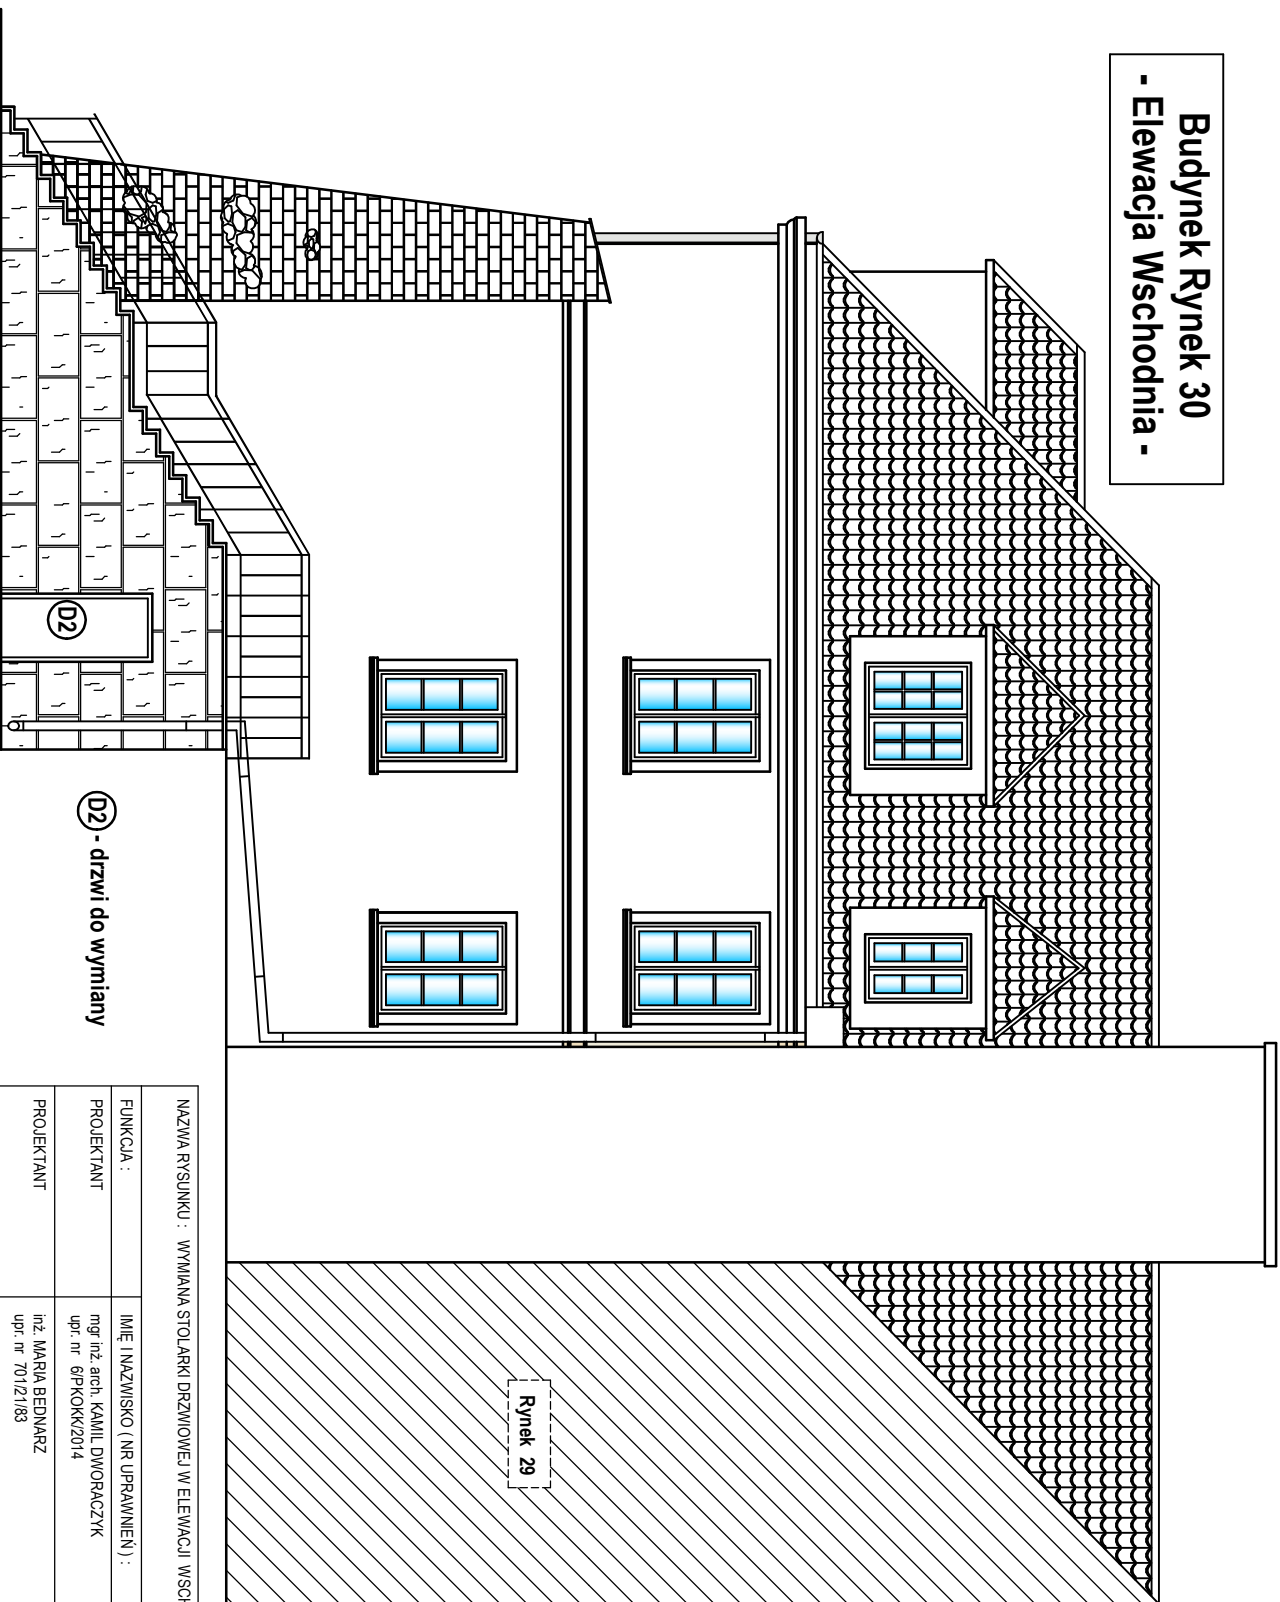 Budynek Rynek 30
- Elewacja Wschodnia -
D2
D2 - drzwi do wymiany
Rynek 29
NAZWA RYSUNKU : WYMIANA STOLARKI DRZWIOWEJ W ELEWACJI WSCH
FUNKCJA :
IMIĘ I NAZWISKO ( NR UPRAWNIEŃ ) :
PROJEKTANT
mgr inż. arch. KAMIL DWORACZYK
upr. nr 6/PKOKK/2014
PROJEKTANT
inż. MARIA BEDNARZ
upr. nr 701/21/83